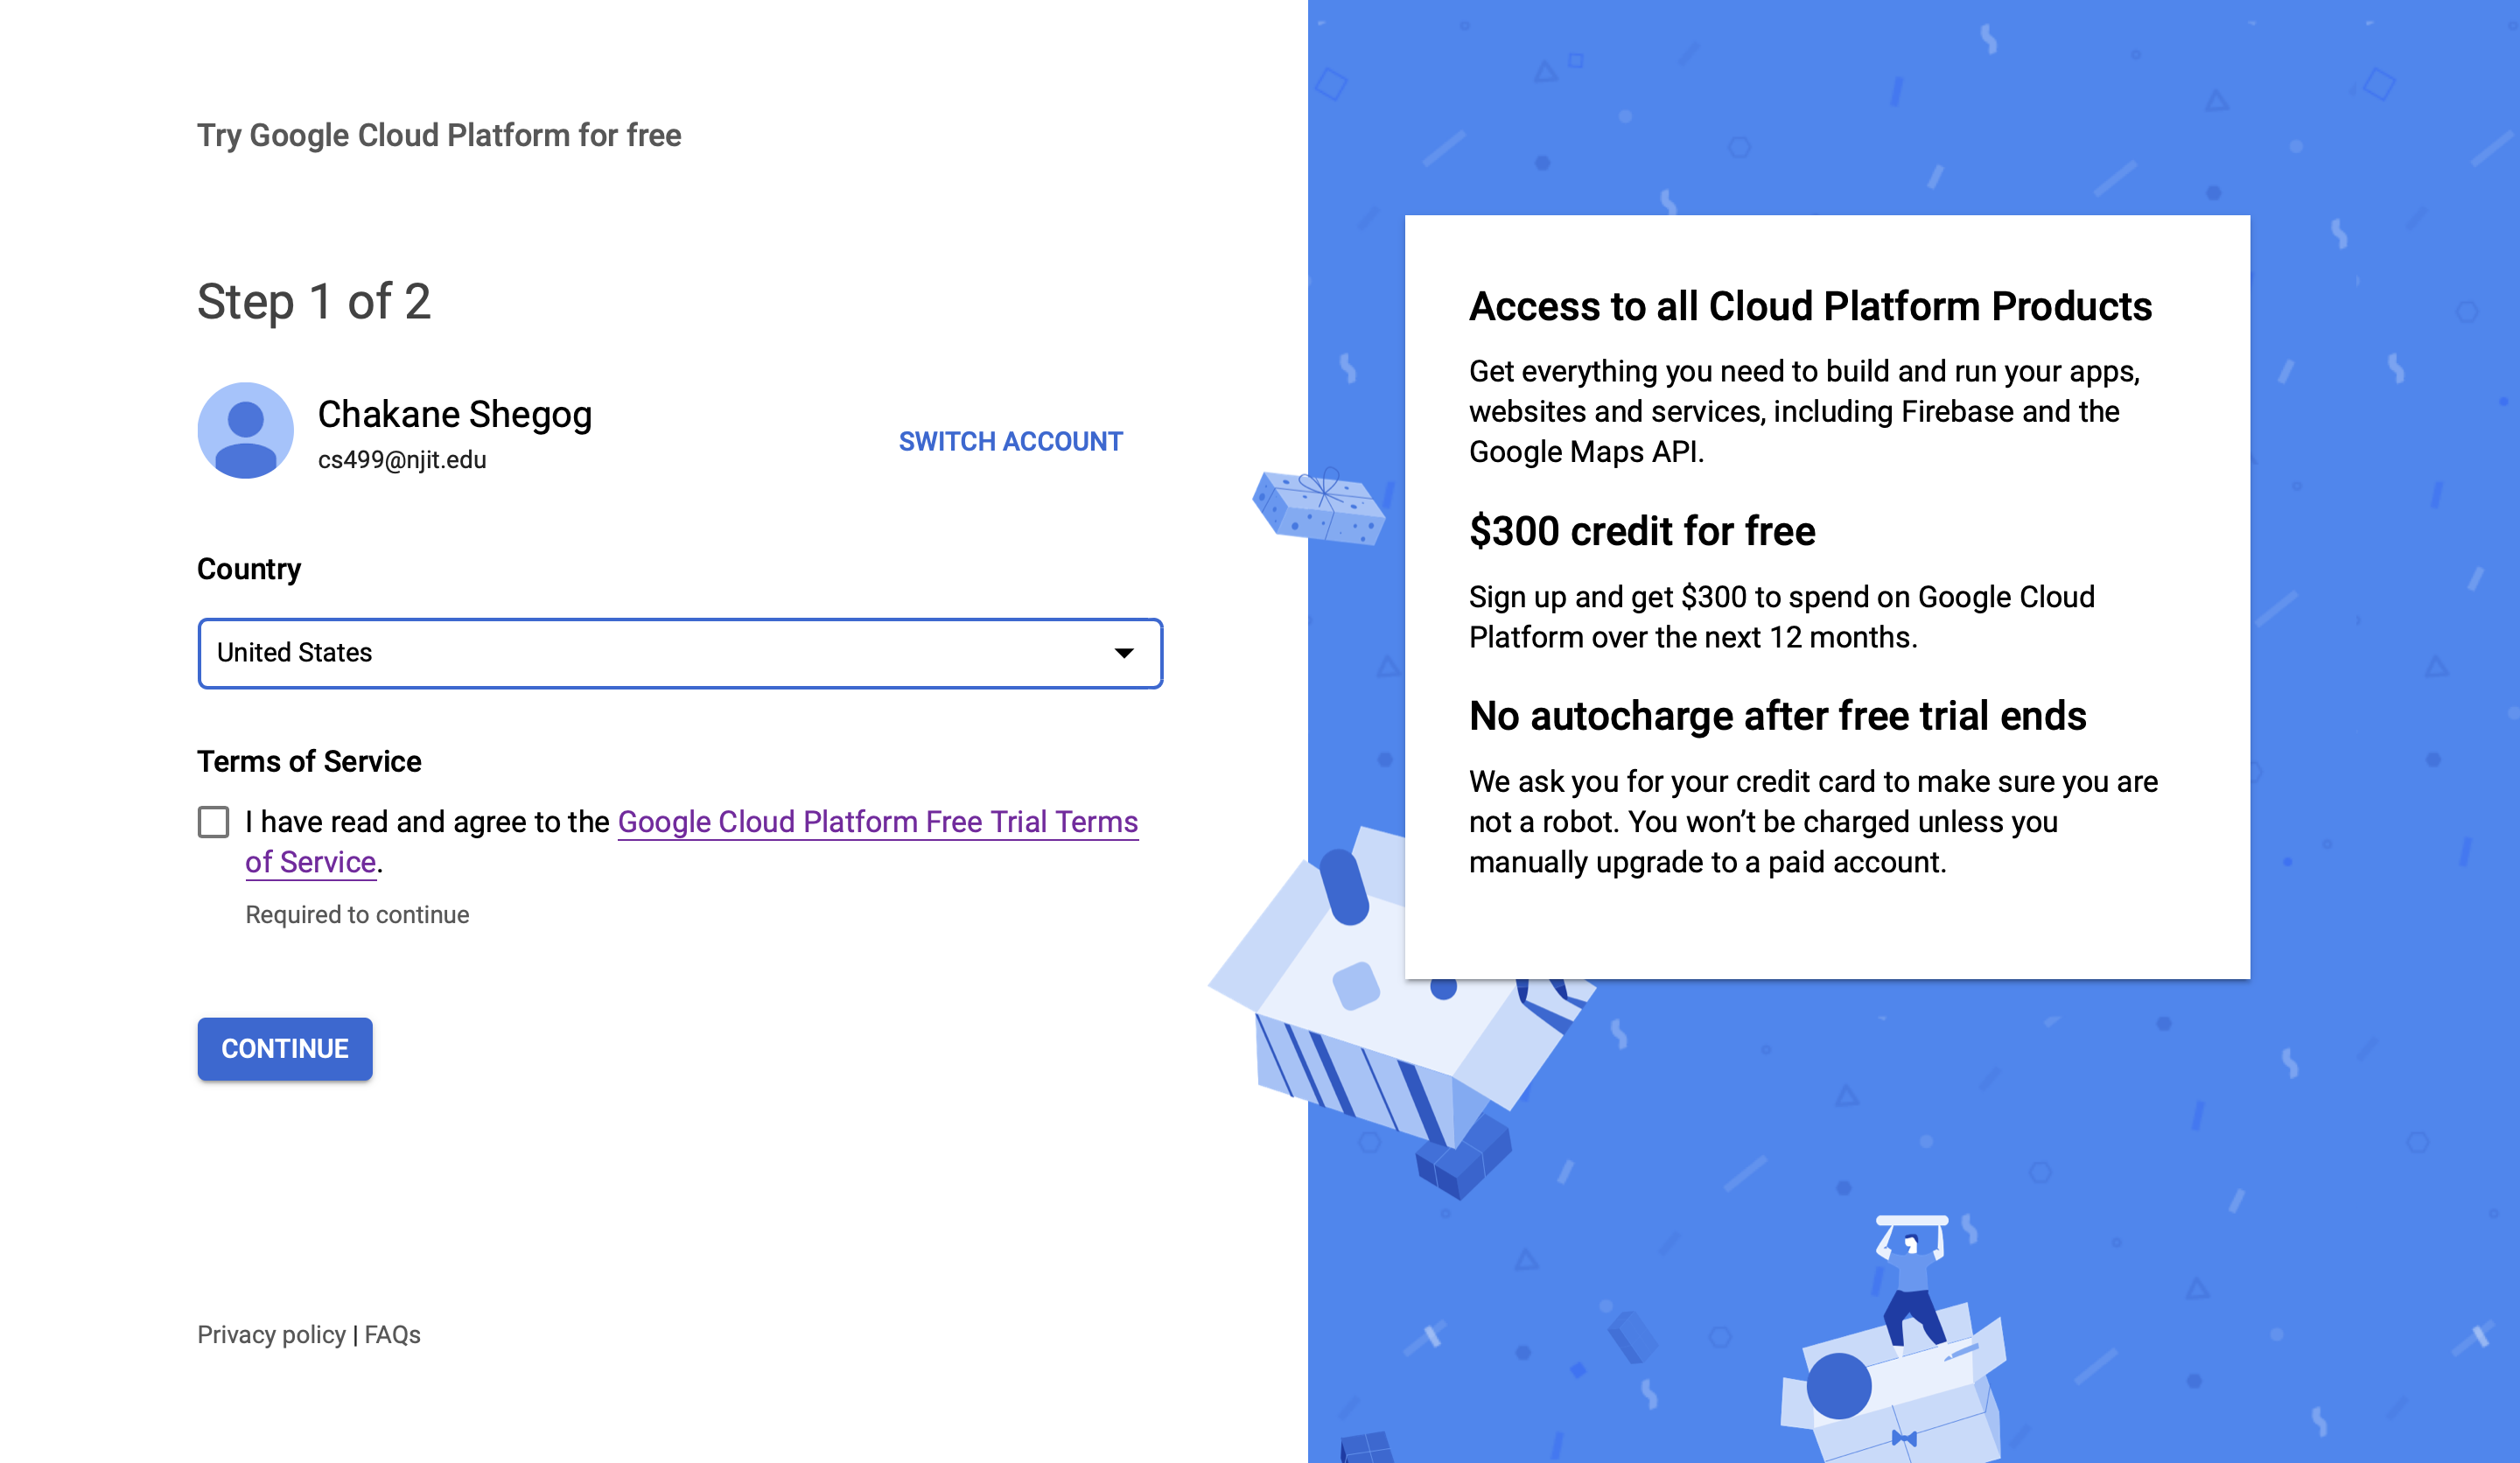 Try Google Cloud Platform for free
Step 1 of 2
Chakane Shegog
cs499@njit.edu
SWITCH ACCOUNT
Country
United States
Terms of Service
I have read and agree to the Google Cloud Platform Free Trial Terms
of Service.
Required to continue
CONTINUE
Privacy policy | FAQs
Access to all Cloud Platform Products
Get everything you need to build and run your apps,
websites and services, including Firebase and the
Google Maps API.
$300 credit for free
Sign up and get $300 to spend on Google Cloud
Platform over the next 12 months.
No autocharge after free trial ends
We ask you for your credit card to make sure you are
not a robot. You won’t be charged unless you
manually upgrade to a paid account.